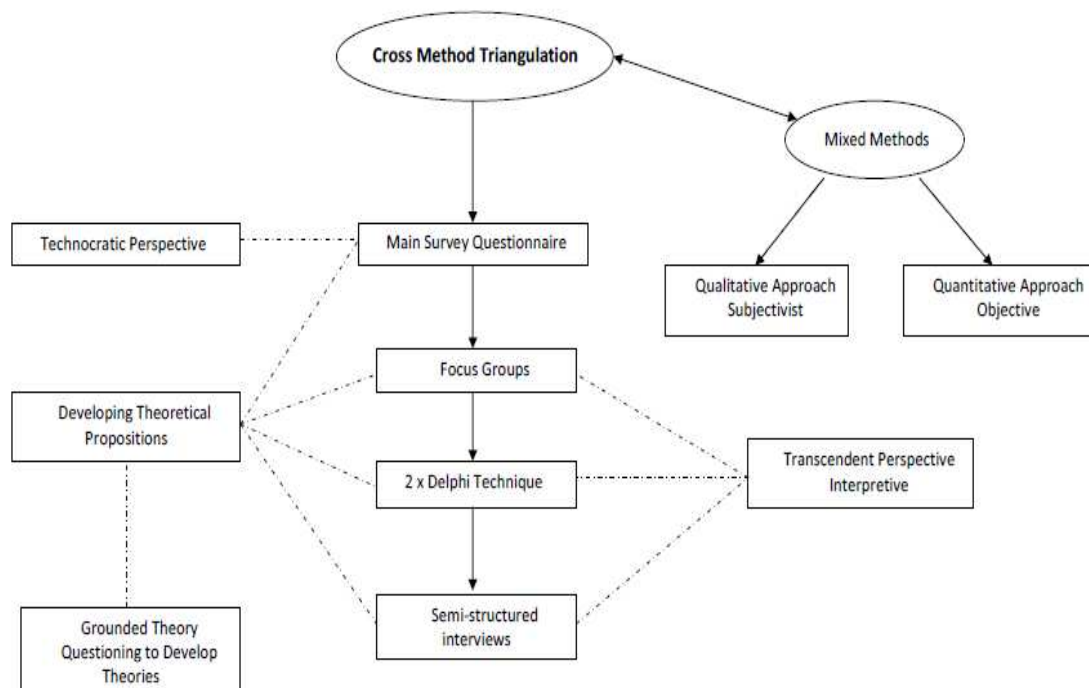 Cross Method Triangulation
Mixed Methods
Technocratic Perspective
Main Survey Questionnaire
Qualitative Approach
Subjectivist
Quantitative Approach
Objective
Focus Groups
Developing Theoretical
Propositions
2 x Delphi Technique
Transcendent Perspective
Interpretive
Semi-structured
interviews
Grounded Theory
Questioning to Develop
Theories